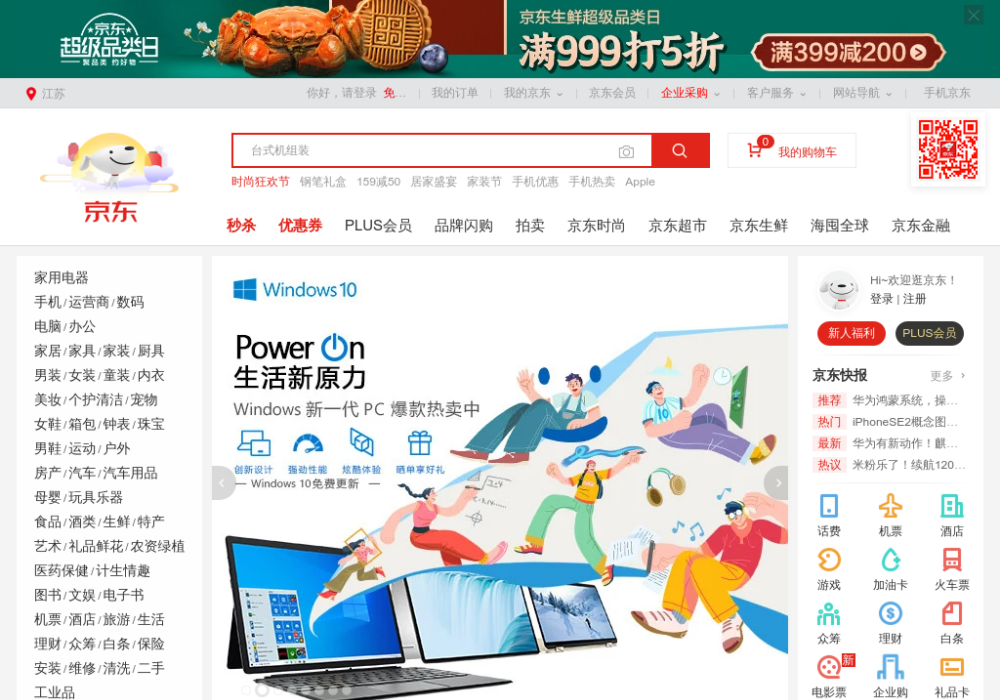 京东
超级品类日
聚品类 约好物
京东生鲜超级品类日
满999打5折
满399减200
江苏
你好，请登录 免…
我的订单
我的京东
京东会员
企业采购
客户服务
网站导航
手机京东
京东
台式机组装
0
我的购物车
时尚狂欢节 钢笔礼盒 159减50 居家盛宴 家装节 手机优惠 手机热卖 Apple
秒杀 优惠券 PLUS会员 品牌闪购 拍卖 京东时尚 京东超市 京东生鲜 海囤全球 京东金融
家用电器
手机/运营商/数码
电脑/办公
家居/家具/家装/厨具
男装/女装/童装/内衣
美妆/个护清洁/宠物
女鞋/箱包/钟表/珠宝
男鞋/运动/户外
房产/汽车/汽车用品
母婴/玩具乐器
食品/酒类/生鲜/特产
艺术/礼品鲜花/农资绿植
医药保健/计生情趣
图书/文娱/电子书
机票/酒店/旅游/生活
理财/众筹/白条/保险
安装/维修/清洗/二手
工业品
Windows 10
Power On
生活新原力
Windows 新一代 PC 爆款热卖中
创新设计 强劲性能 炫酷体验 晒单享好礼
— Windows 10免费更新 —
Hi~欢迎逛京东！
登录 | 注册
新人福利 PLUS会员
京东快报 更多
推荐 华为鸿蒙系统，操…
热门 iPhoneSE2概念图…
最新 华为有新动作！麒…
热议 米粉乐了！续航120…
话费 机票 酒店
游戏 加油卡 火车票
众筹 理财 白条
新
电影票 企业购 礼品卡